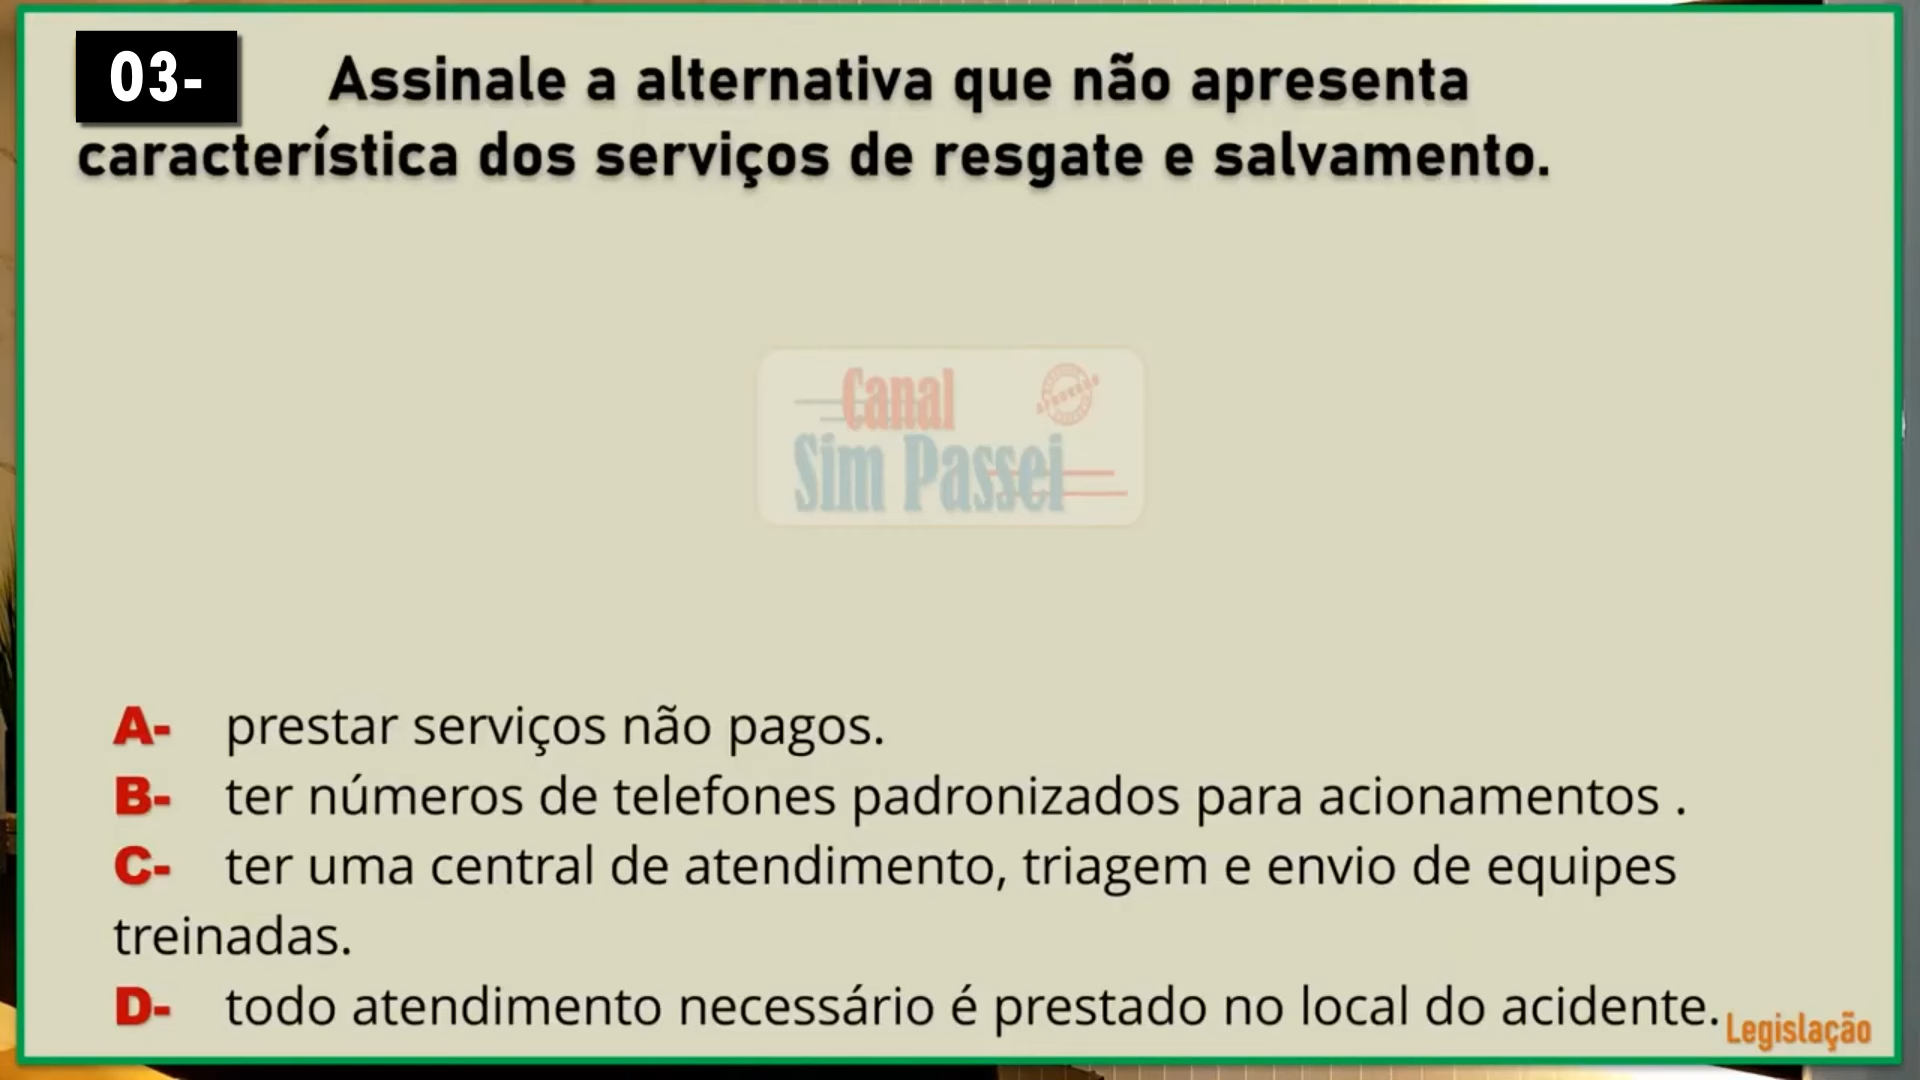 03- Assinale a alternativa que não apresenta
característica dos serviços de resgate e salvamento.
Canal
Sim Passei
A- prestar serviços não pagos.
B- ter números de telefones padronizados para acionamentos .
C- ter uma central de atendimento, triagem e envio de equipes
treinadas.
D- todo atendimento necessário é prestado no local do acidente.
Legislação